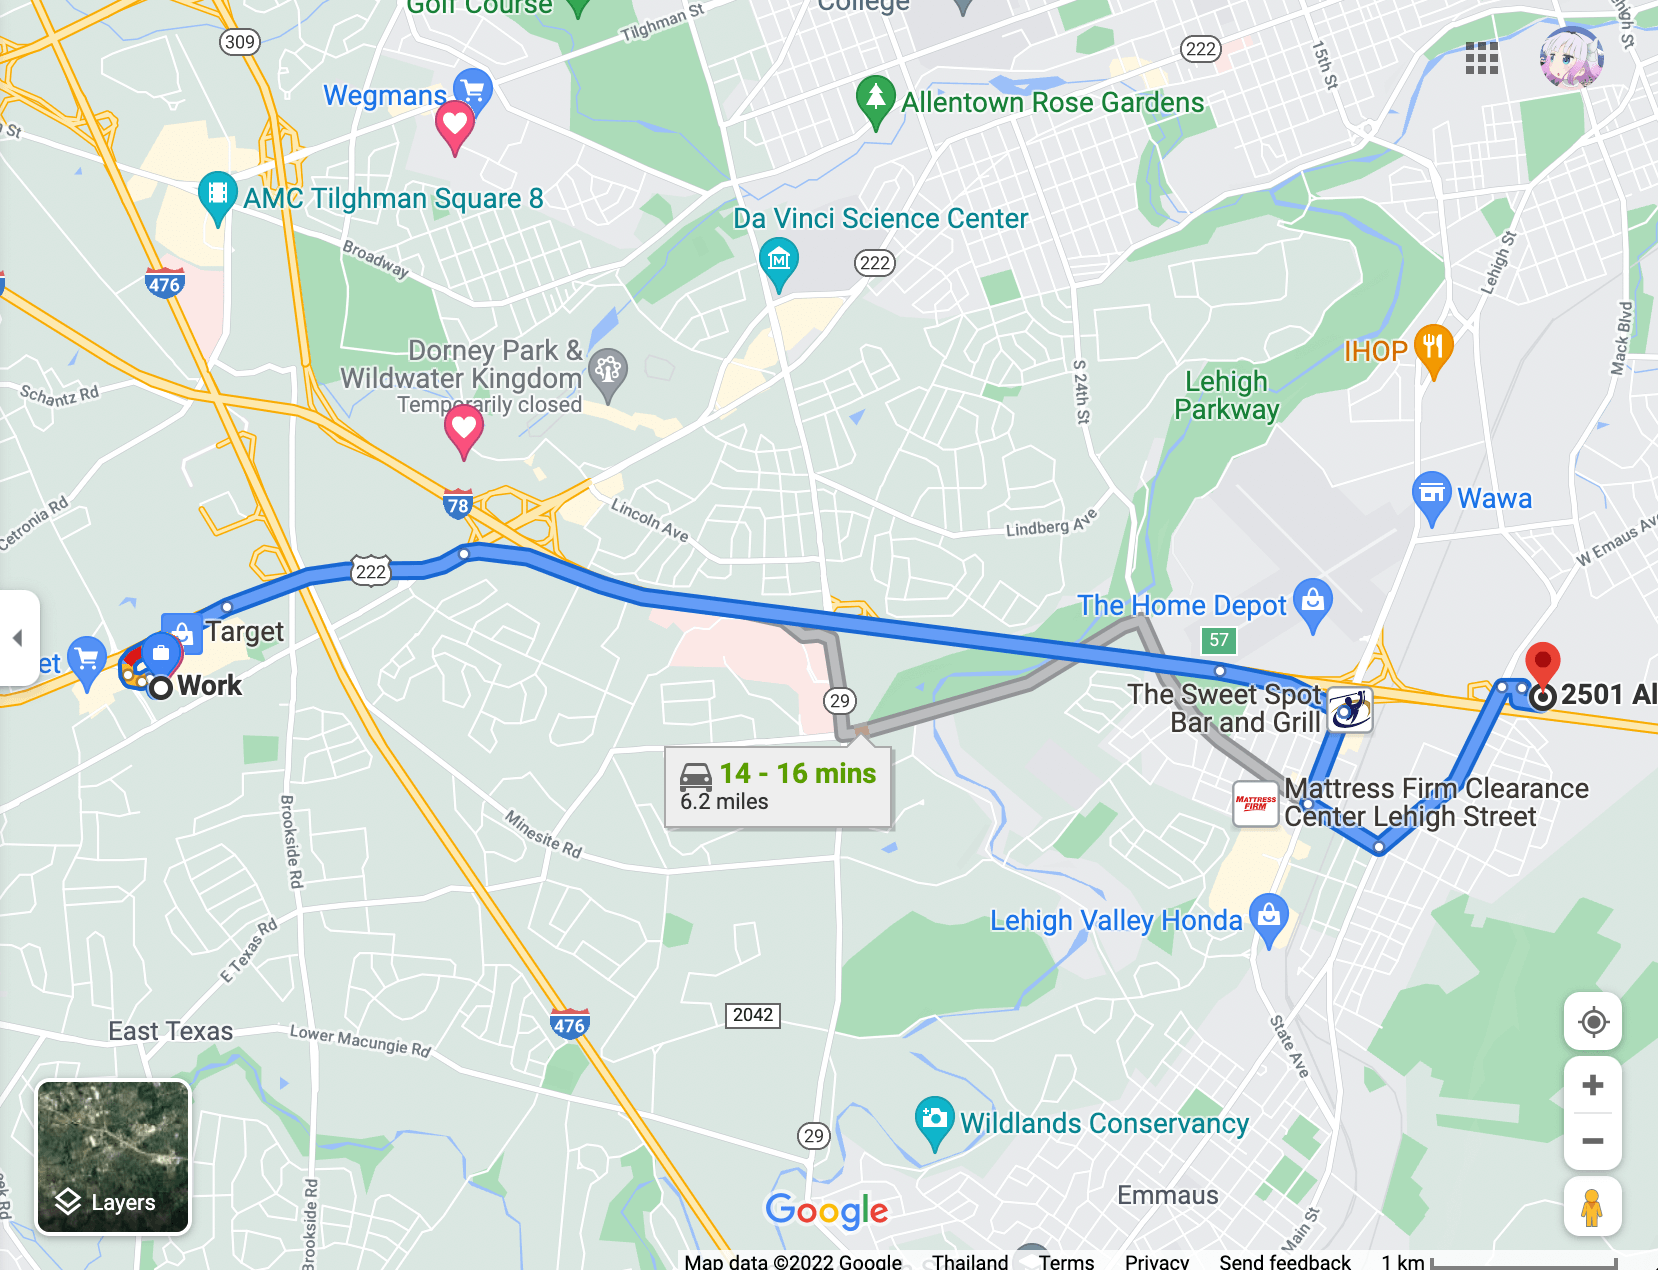 Golf Course
College
Tilghman St
309
222
15th St
Lehigh St
Wegmans
Allentown Rose Gardens
St
AMC Tilghman Square 8
Da Vinci Science Center
Broadway
222
476
Lehigh St
Mack Blvd
Dorney Park &
Wildwater Kingdom
Temporarily closed
IHOP
Schantz Rd
S 24th St
Lehigh
Parkway
78
Wawa
Cetronia Rd
Lincoln Ave
Lindberg Ave
W Emaus Ave
222
The Home Depot
Target
57
et
Work
29
The Sweet Spot
Bar and Grill
2501 Al
14 - 16 mins
6.2 miles
MATTRESS
FIRM
Mattress Firm Clearance
Center Lehigh Street
Brookside Rd
Minesite Rd
Lehigh Valley Honda
E Texas Rd
2042
476
East Texas
Lower Macungie Rd
State Ave
29
Wildlands Conservancy
Layers
Brookside Rd
Emmaus
Main St
Google
Map data ©2022 Google
Thailand
Terms
Privacy
Send feedback
1 km